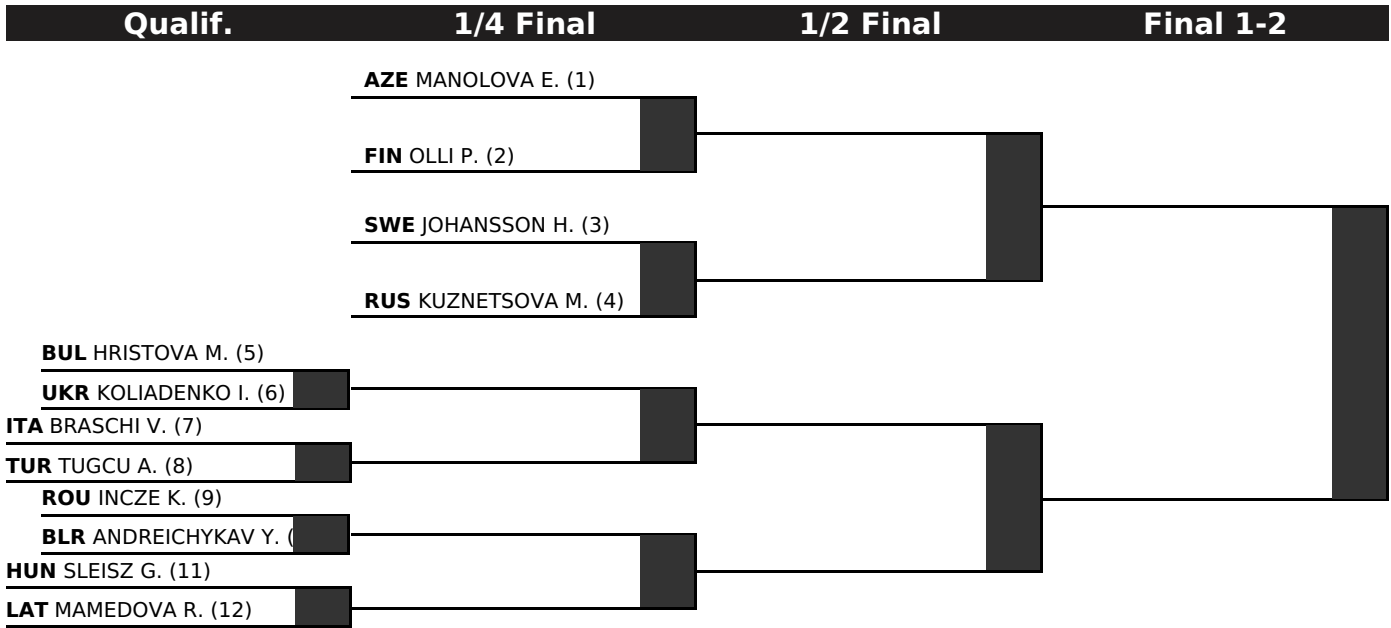 Qualif. 1/4 Final 1/2 Final Final 1-2
AZE MANOLOVA E. (1)
FIN OLLI P. (2)
SWE JOHANSSON H. (3)
RUS KUZNETSOVA M. (4)
BUL HRISTOVA M. (5)
UKR KOLIADENKO I. (6)
ITA BRASCHI V. (7)
TUR TUGCU A. (8)
ROU INCZE K. (9)
BLR ANDREICHYKAV Y. (
HUN SLEISZ G. (11)
LAT MAMEDOVA R. (12)